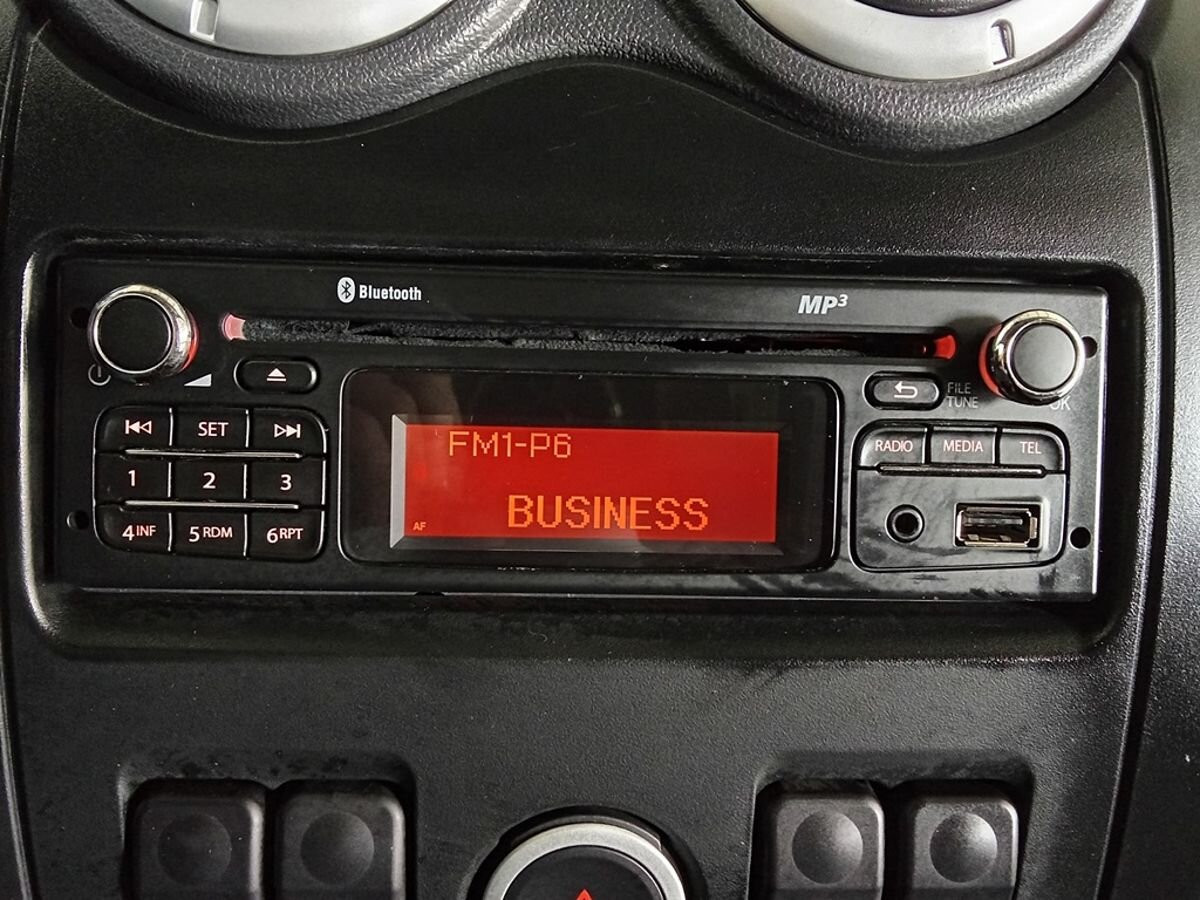 Bluetooth
MP3
FILE
TUNE
OK
SET
1 2 3
4INF 5RDM 6RPT
FM1-P6
BUSINESS
AF
RADIO MEDIA TEL